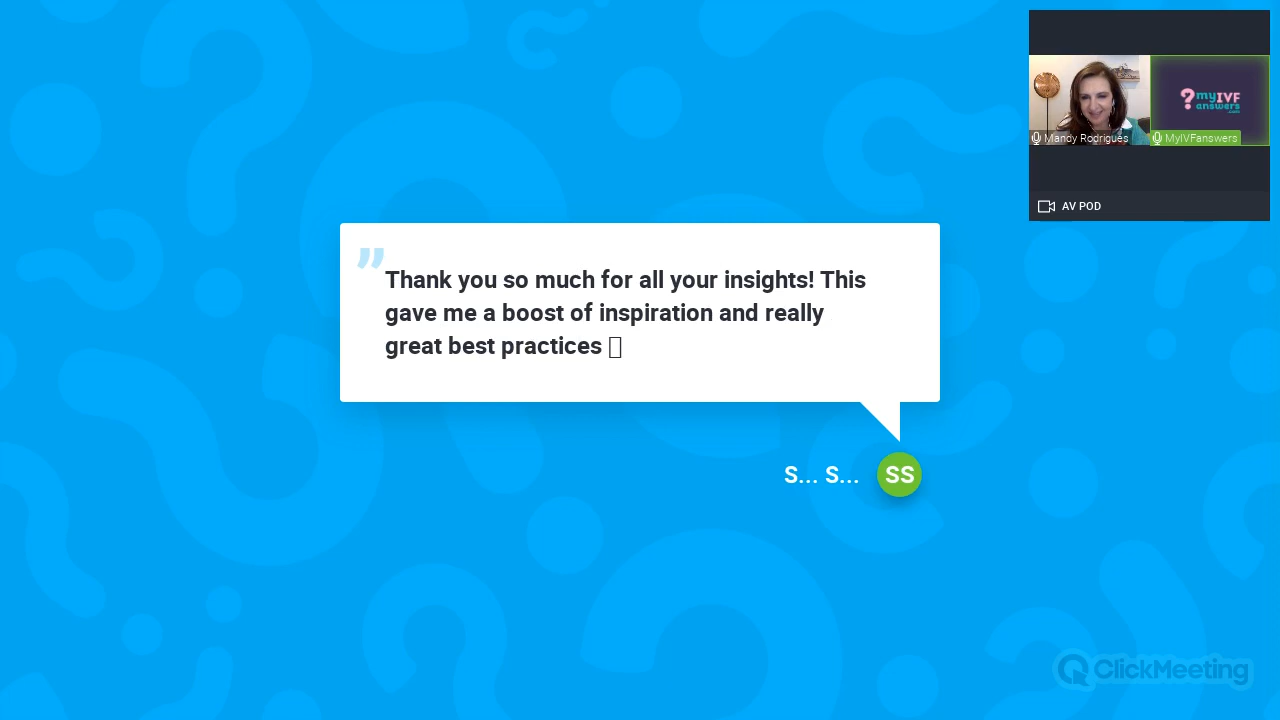 Thank you so much for all your insights! This
gave me a boost of inspiration and really
great best practices
S... S...
SS
Mandy Rodrigues
?myIVF
answers
.com
MyIVFanswers
AV POD
ClickMeeting